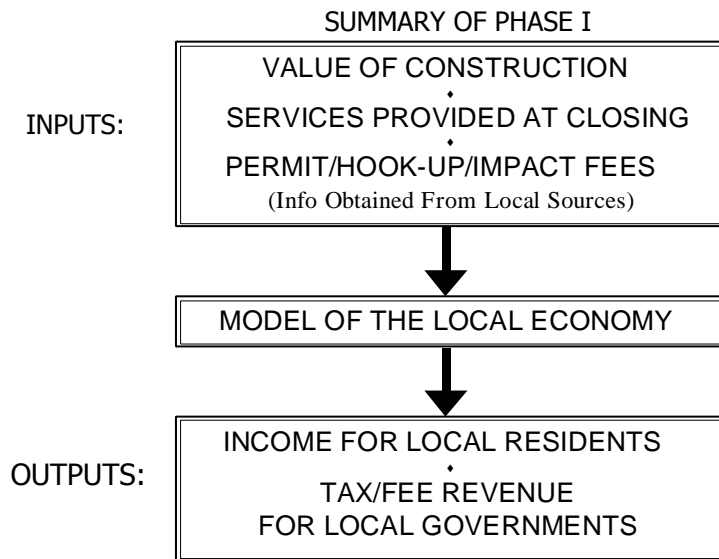 SUMMARY OF PHASE I
INPUTS:
VALUE OF CONSTRUCTION
SERVICES PROVIDED AT CLOSING
PERMIT/HOOK-UP/IMPACT FEES
(Info Obtained From Local Sources)
MODEL OF THE LOCAL ECONOMY
OUTPUTS:
INCOME FOR LOCAL RESIDENTS
TAX/FEE REVENUE
FOR LOCAL GOVERNMENTS